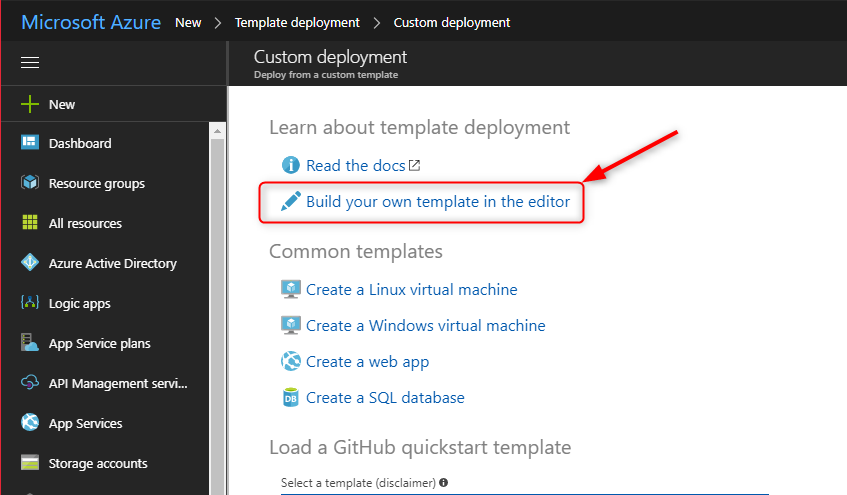 Microsoft Azure New > Template deployment > Custom deployment
Custom deployment
Deploy from a custom template
New
Dashboard
Resource groups
All resources
Azure Active Directory
Logic apps
App Service plans
API Management servi...
App Services
Storage accounts
Learn about template deployment
Read the docs
Build your own template in the editor
Common templates
Create a Linux virtual machine
Create a Windows virtual machine
Create a web app
DB
Create a SQL database
Load a GitHub quickstart template
Select a template (disclaimer)